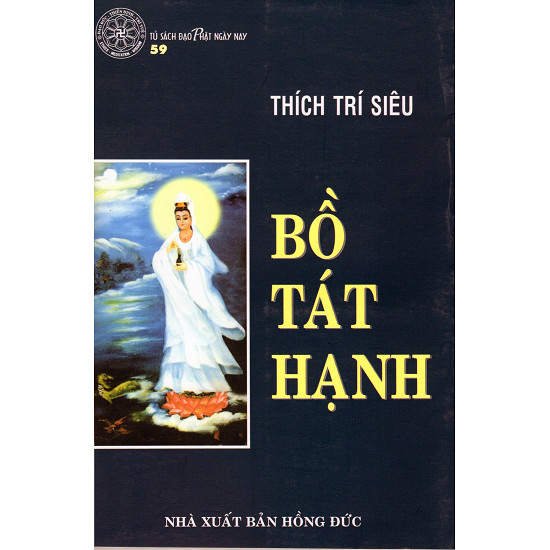 TỦ SÁCH ĐẠO PHẬT NGÀY NAY
59
THÍCH TRÍ SIÊU
BỒ
TÁT
HẠNH
NHÀ XUẤT BẢN HỒNG ĐỨC